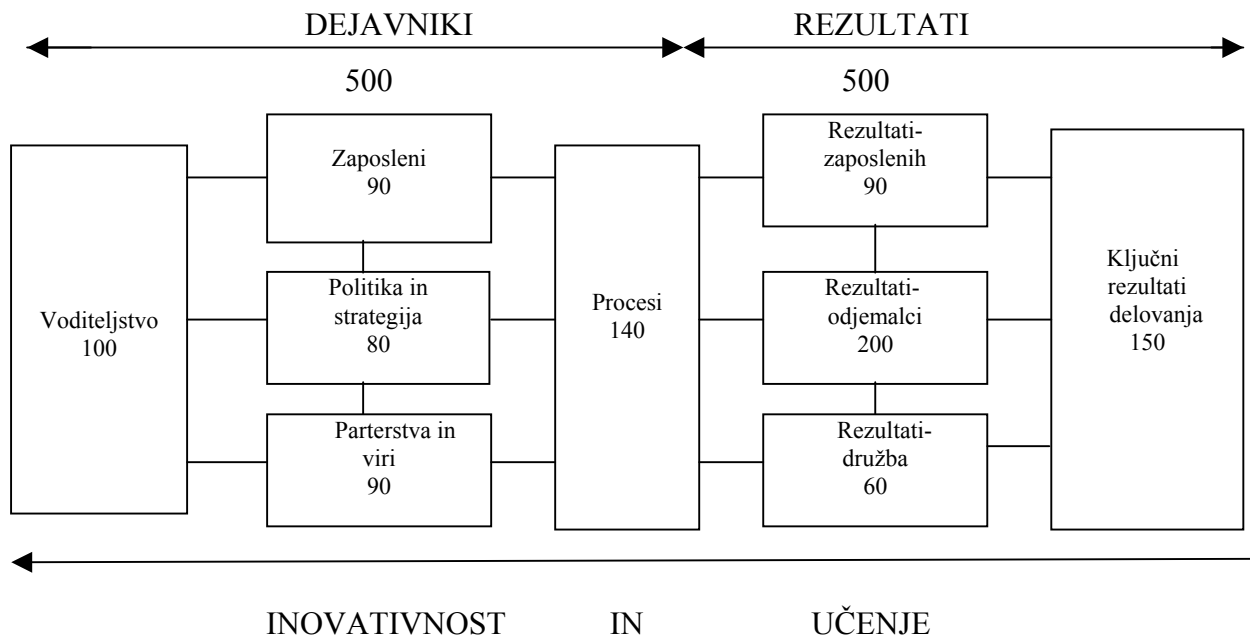 DEJAVNIKI
REZULTATI
500
500
Voditeljstvo
100
Zaposleni
90
Politika in
strategija
80
Parterstva in
viri
90
Procesi
140
Rezultati-
zaposlenih
90
Rezultati-
odjemalci
200
Rezultati-
družba
60
Ključni
rezultati
delovanja
150
INOVATIVNOST IN UČENJE